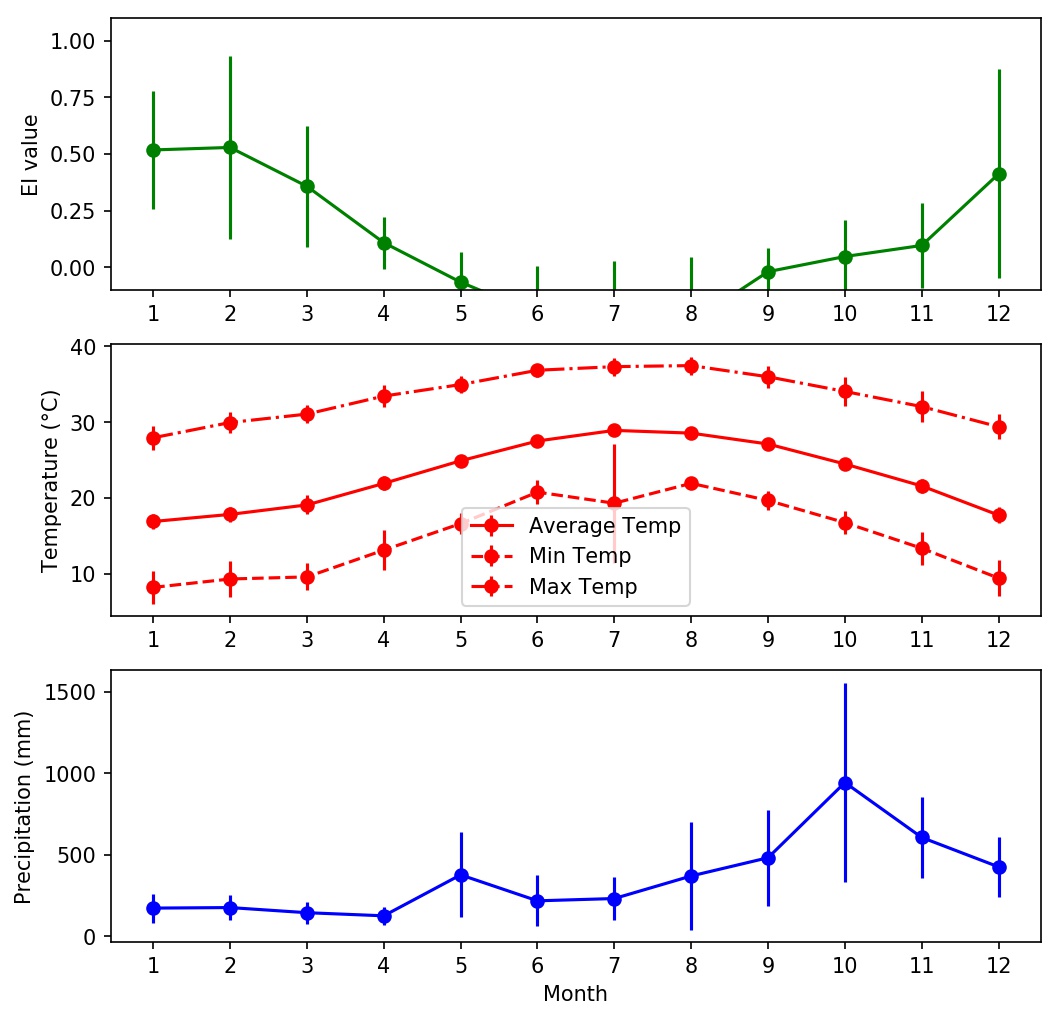 1.00
0.75
0.50
0.25
0.00
EI value
1 2 3 4 5 6 7 8 9 10 11 12
40
30
20
10
Temperature (°C)
Average Temp
Min Temp
Max Temp
1 2 3 4 5 6 7 8 9 10 11 12
1500
1000
500
0
Precipitation (mm)
1 2 3 4 5 6 7 8 9 10 11 12
Month